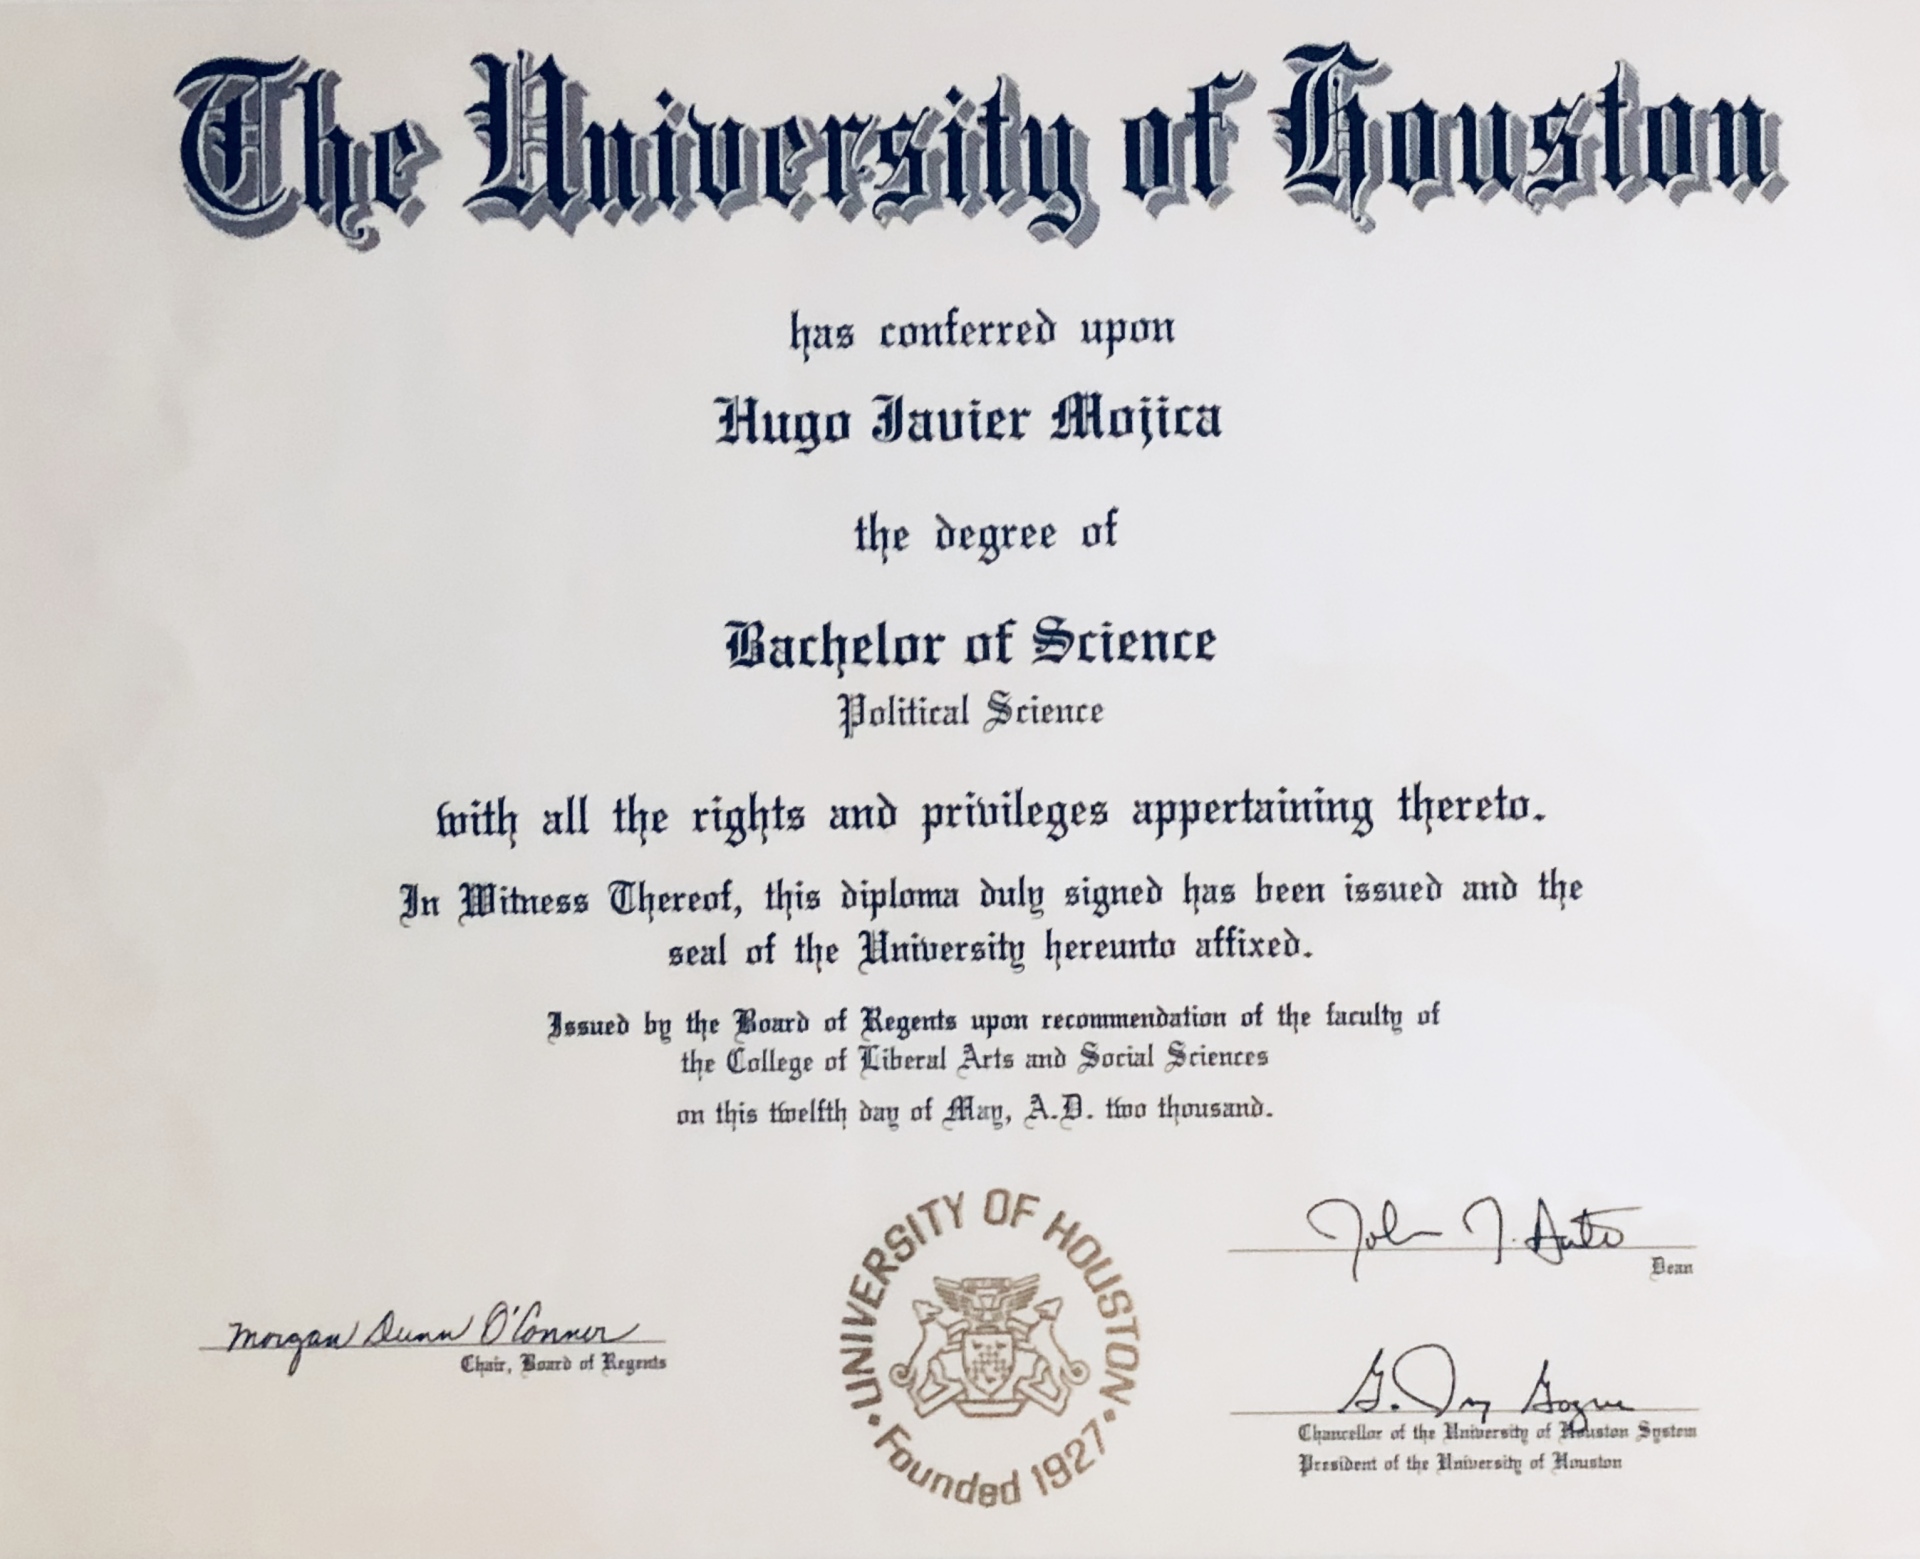 The University of Houston
has conferred upon
Hugo Javier Mojica
the degree of
Bachelor of Science
Political Science
with all the rights and privileges appertaining thereto.
In Witness Thereof, this diploma duly signed has been issued and the
seal of the University hereunto affixed.
Issued by the Board of Regents upon recommendation of the faculty of
the College of Liberal Arts and Social Sciences
on this twelfth day of May, A.D. two thousand.
Morgan Dunn O'Conner
Chair, Board of Regents
UNIVERSITY OF HOUSTON
Founded 1927
John J.
Dean
Chancellor of the University of Houston System
President of the University of Houston